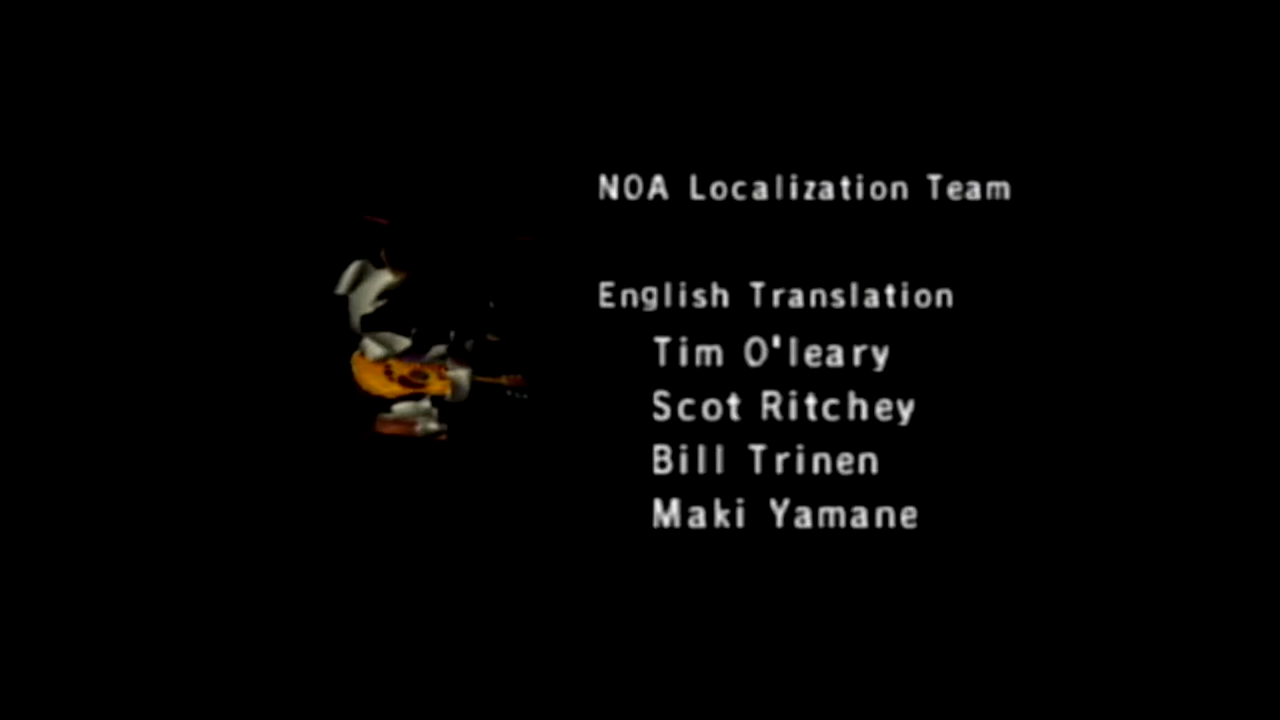 NOA Localization Team
English Translation
Tim O'leary
Scot Ritchey
Bill Trinen
Maki Yamane